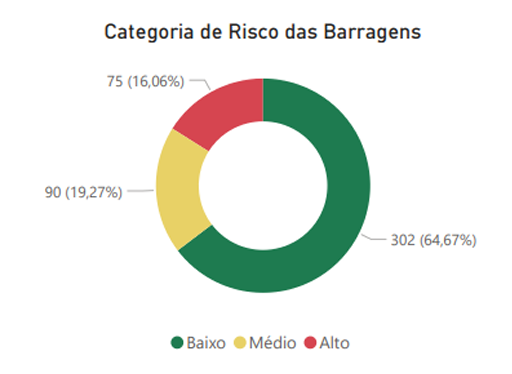 Categoria de Risco das Barragens
75 (16,06%)
90 (19,27%)
302 (64,67%)
Baixo Médio Alto